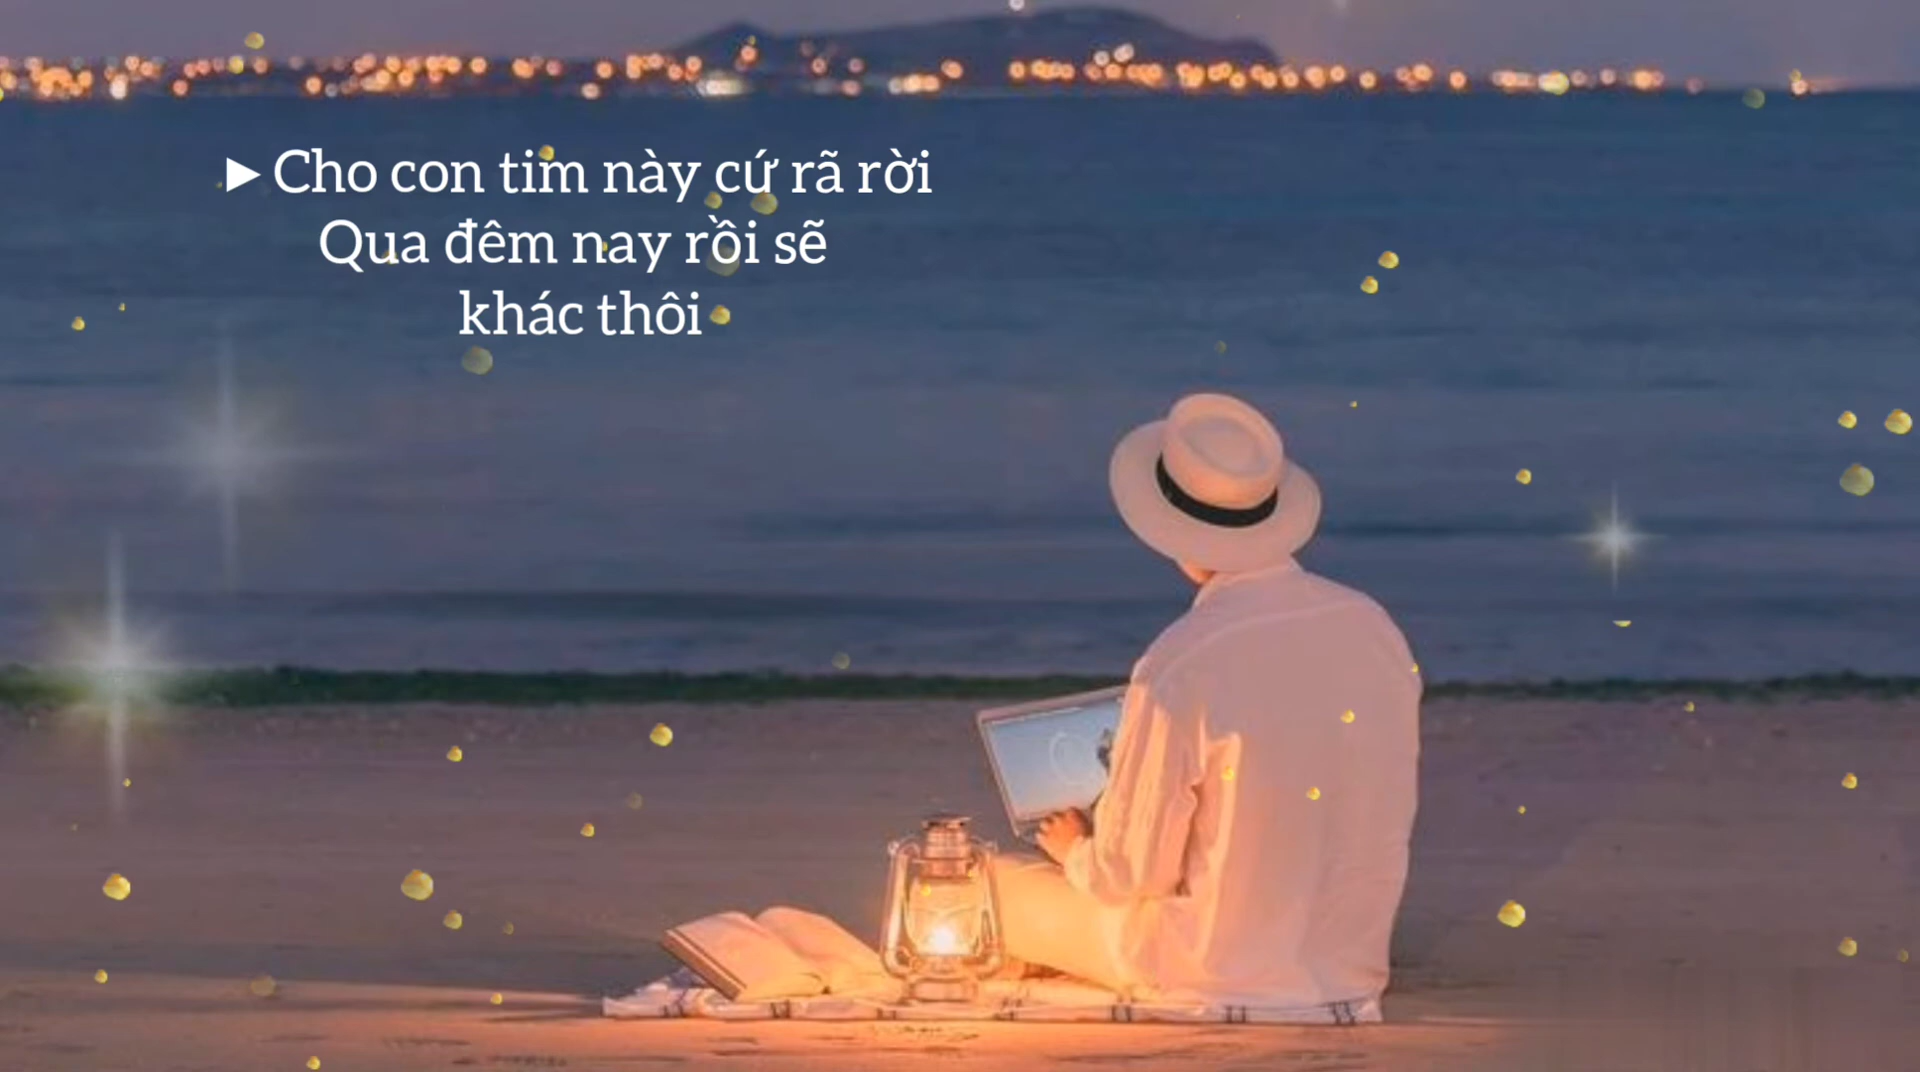 ►Cho con tim này cứ rã rời
Qua đêm nay rồi sẽ
khác thôi